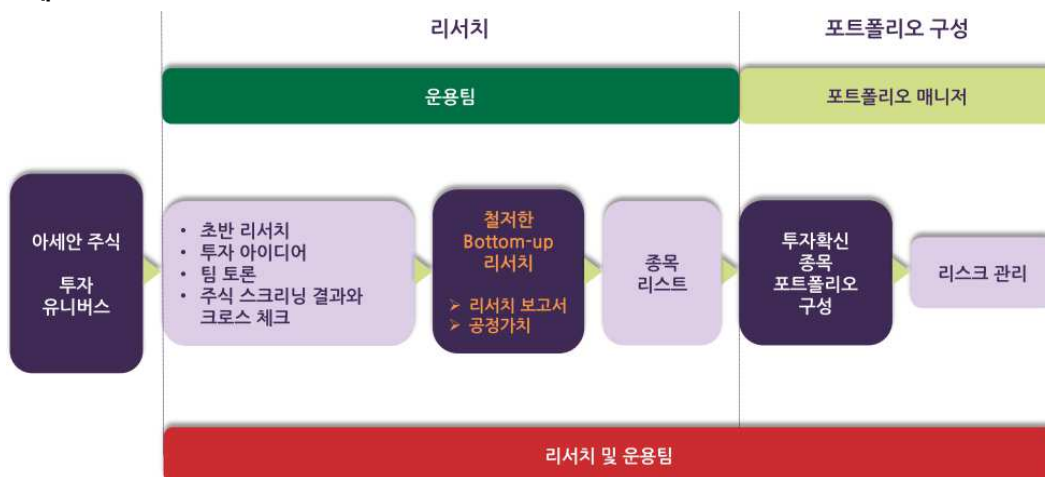 리서치
포트폴리오 구성
운용팀
포트폴리오 매니저
아세안 주식
투자
유니버스
• 초반 리서치
• 투자 아이디어
• 팀 토론
• 주식 스크리닝 결과와
크로스 체크
철저한
Bottom-up
리서치
➢ 리서치 보고서
➢ 공정가치
종목
리스트
투자확신
종목
포트폴리오
구성
리스크 관리
리서치 및 운용팀